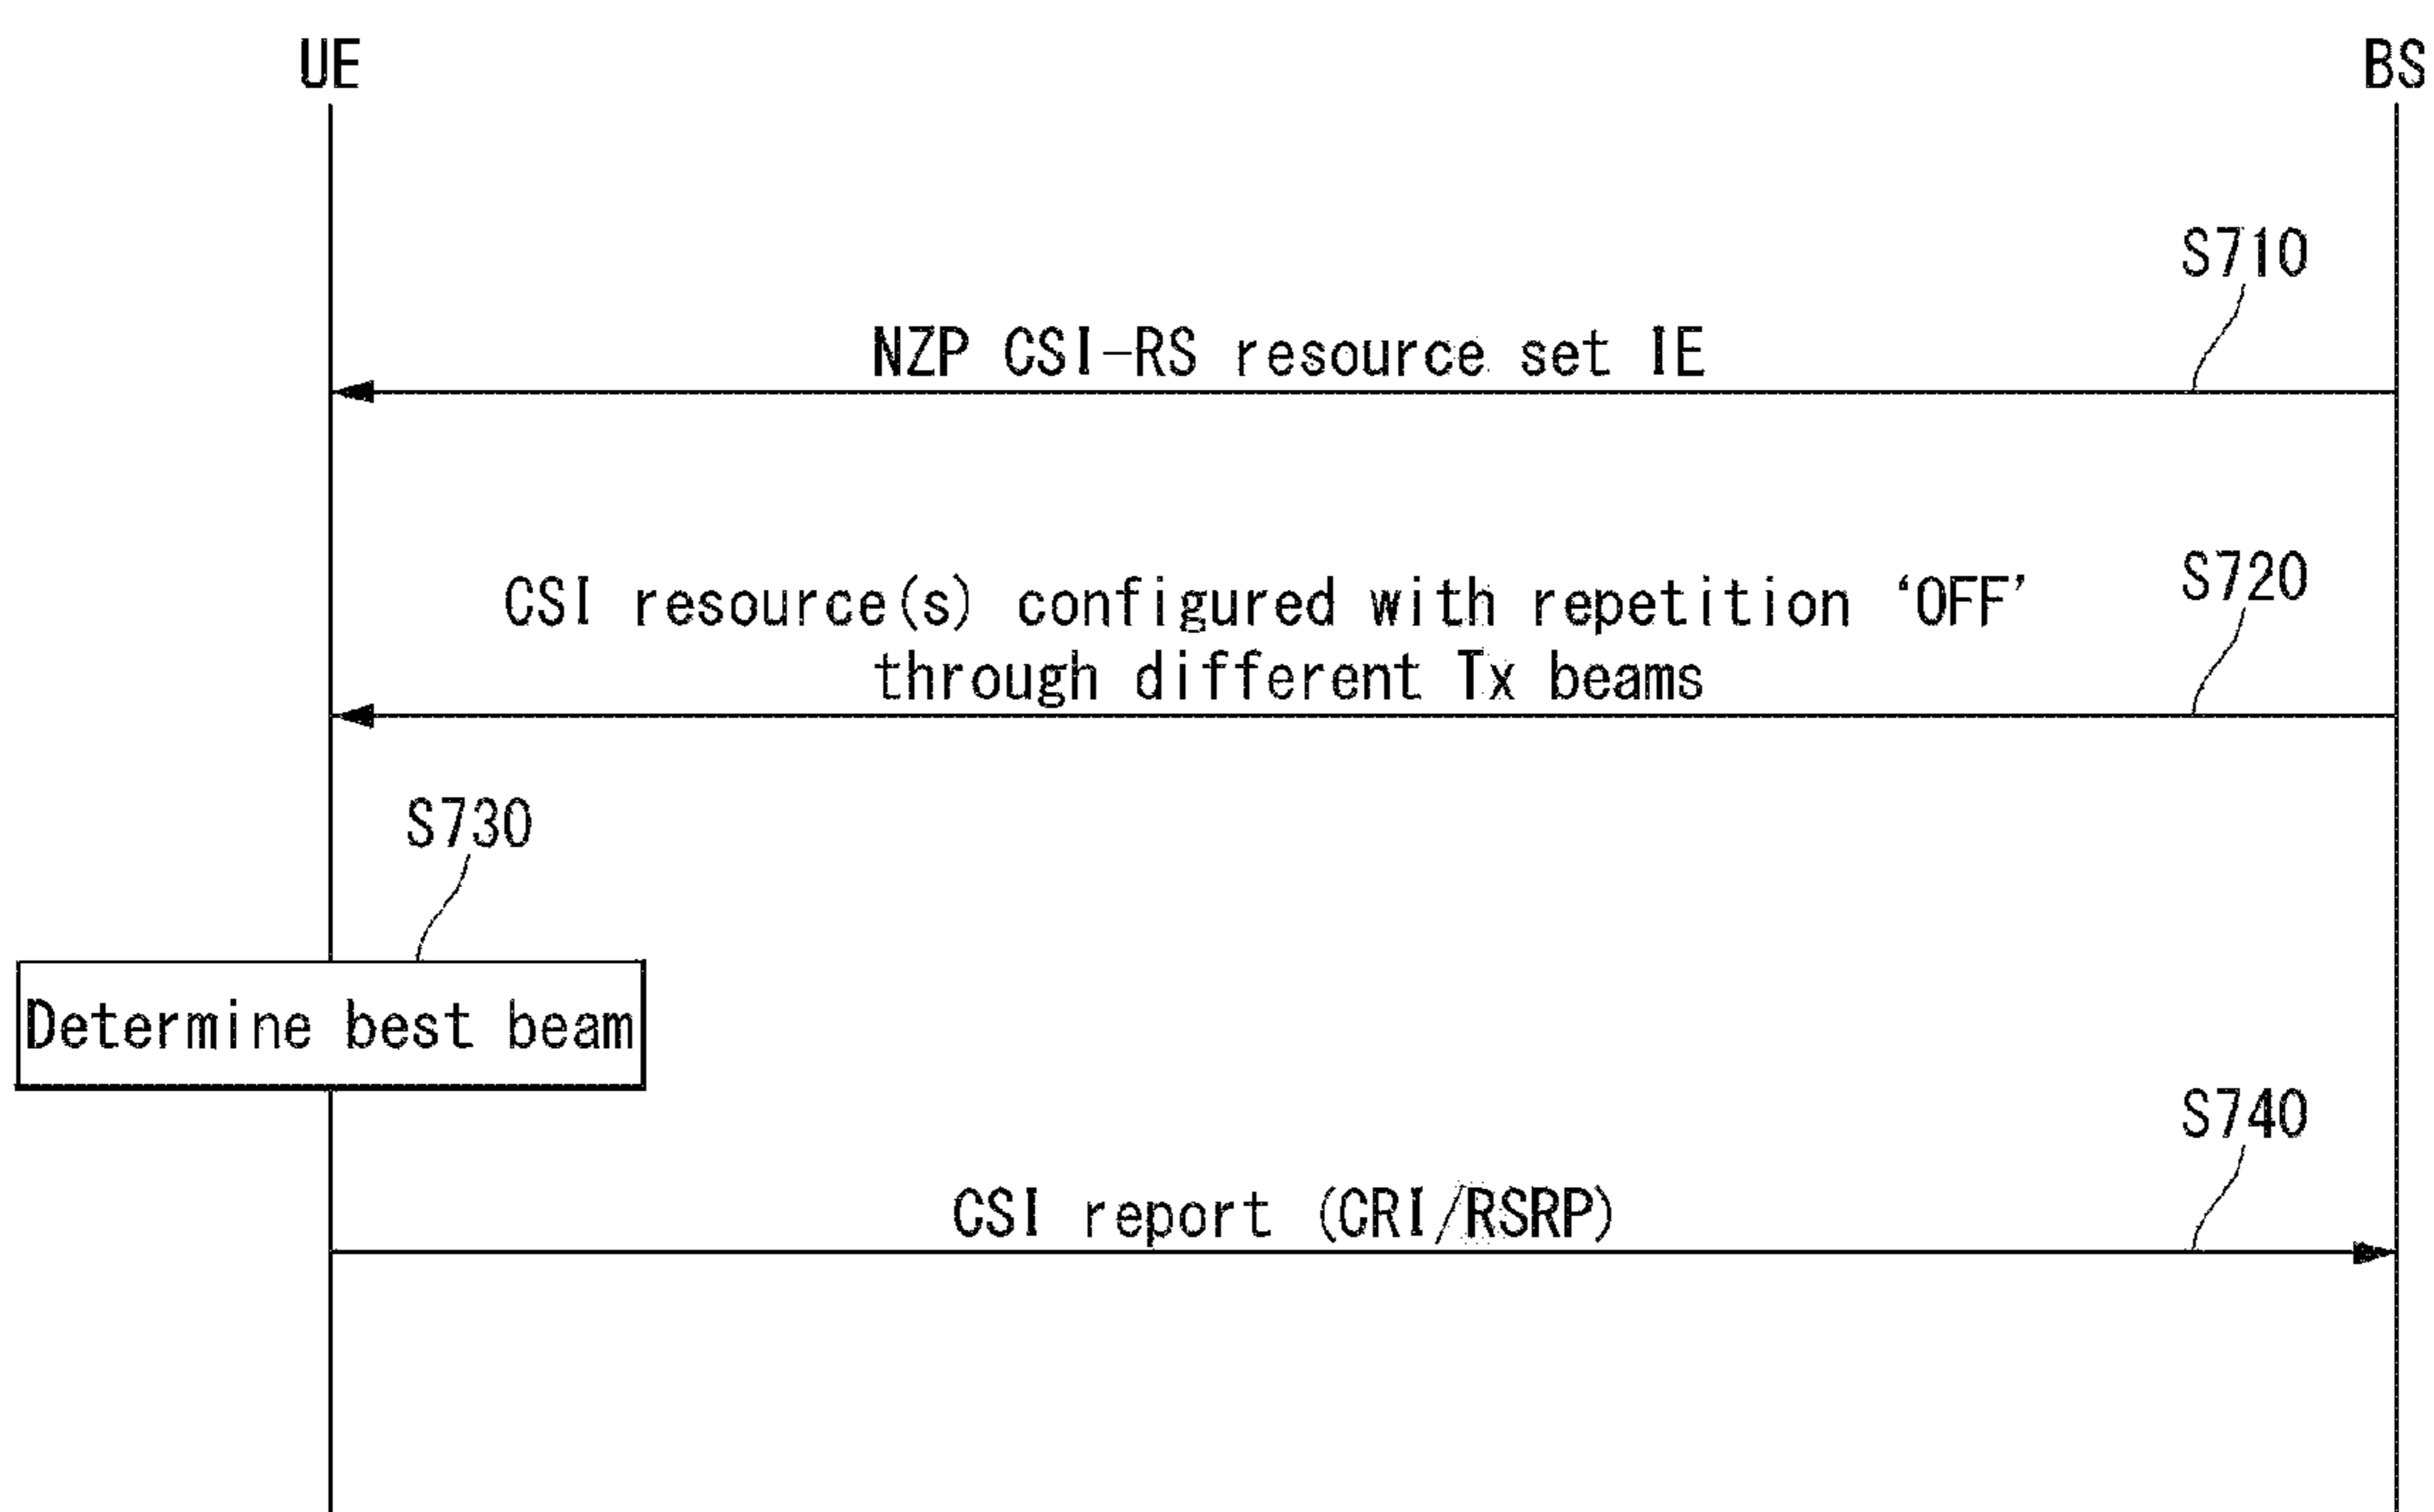 UE
BS
S710
NZP CSI-RS resource set IE
S720
CSI resource(s) configured with repetition ‘OFF’
through different Tx beams
S730
Determine best beam
S740
CSI report (CRI/RSRP)